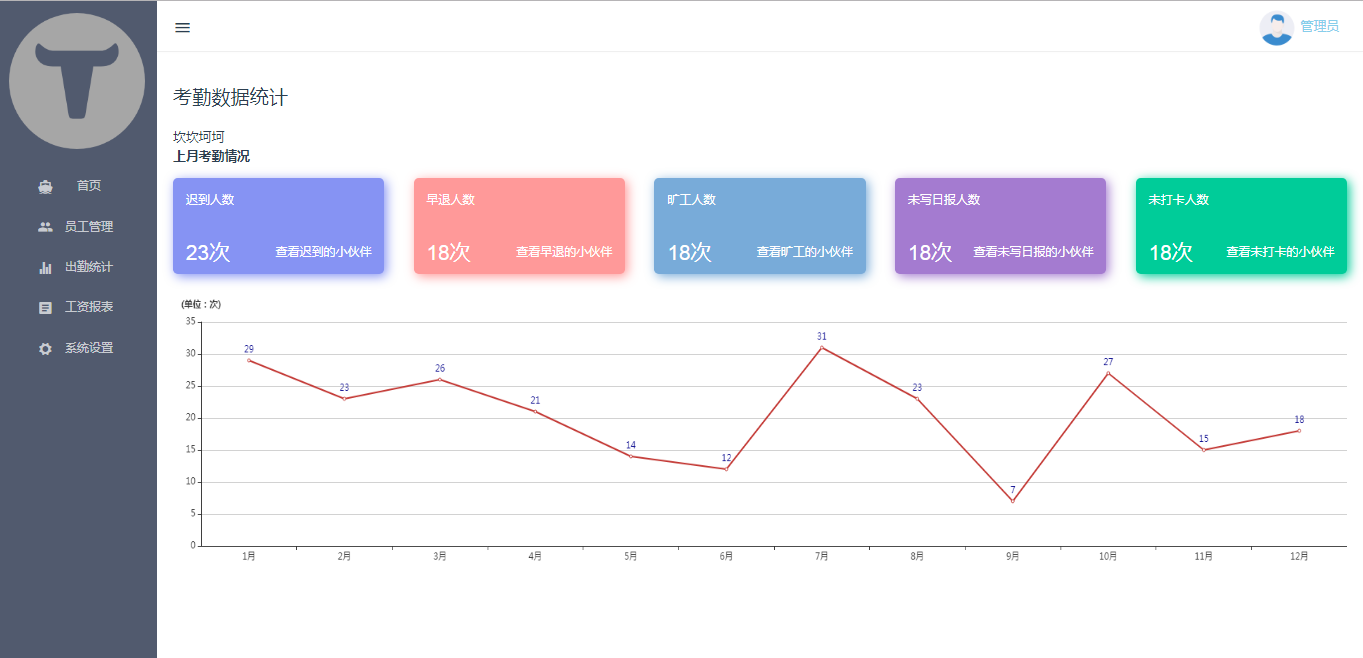 管理员
首页
员工管理
出勤统计
工资报表
系统设置
考勤数据统计
坎坎坷坷
上月考勤情况
迟到人数
23次 查看迟到的小伙伴
早退人数
18次 查看早退的小伙伴
旷工人数
18次 查看旷工的小伙伴
未写日报人数
18次 查看未写日报的小伙伴
未打卡人数
18次 查看未打卡的小伙伴
(单位：次)
35
30
25
20
15
10
5
0
29 23 26 21 14 12 31 23 7 27 15 18
1月 2月 3月 4月 5月 6月 7月 8月 9月 10月 11月 12月